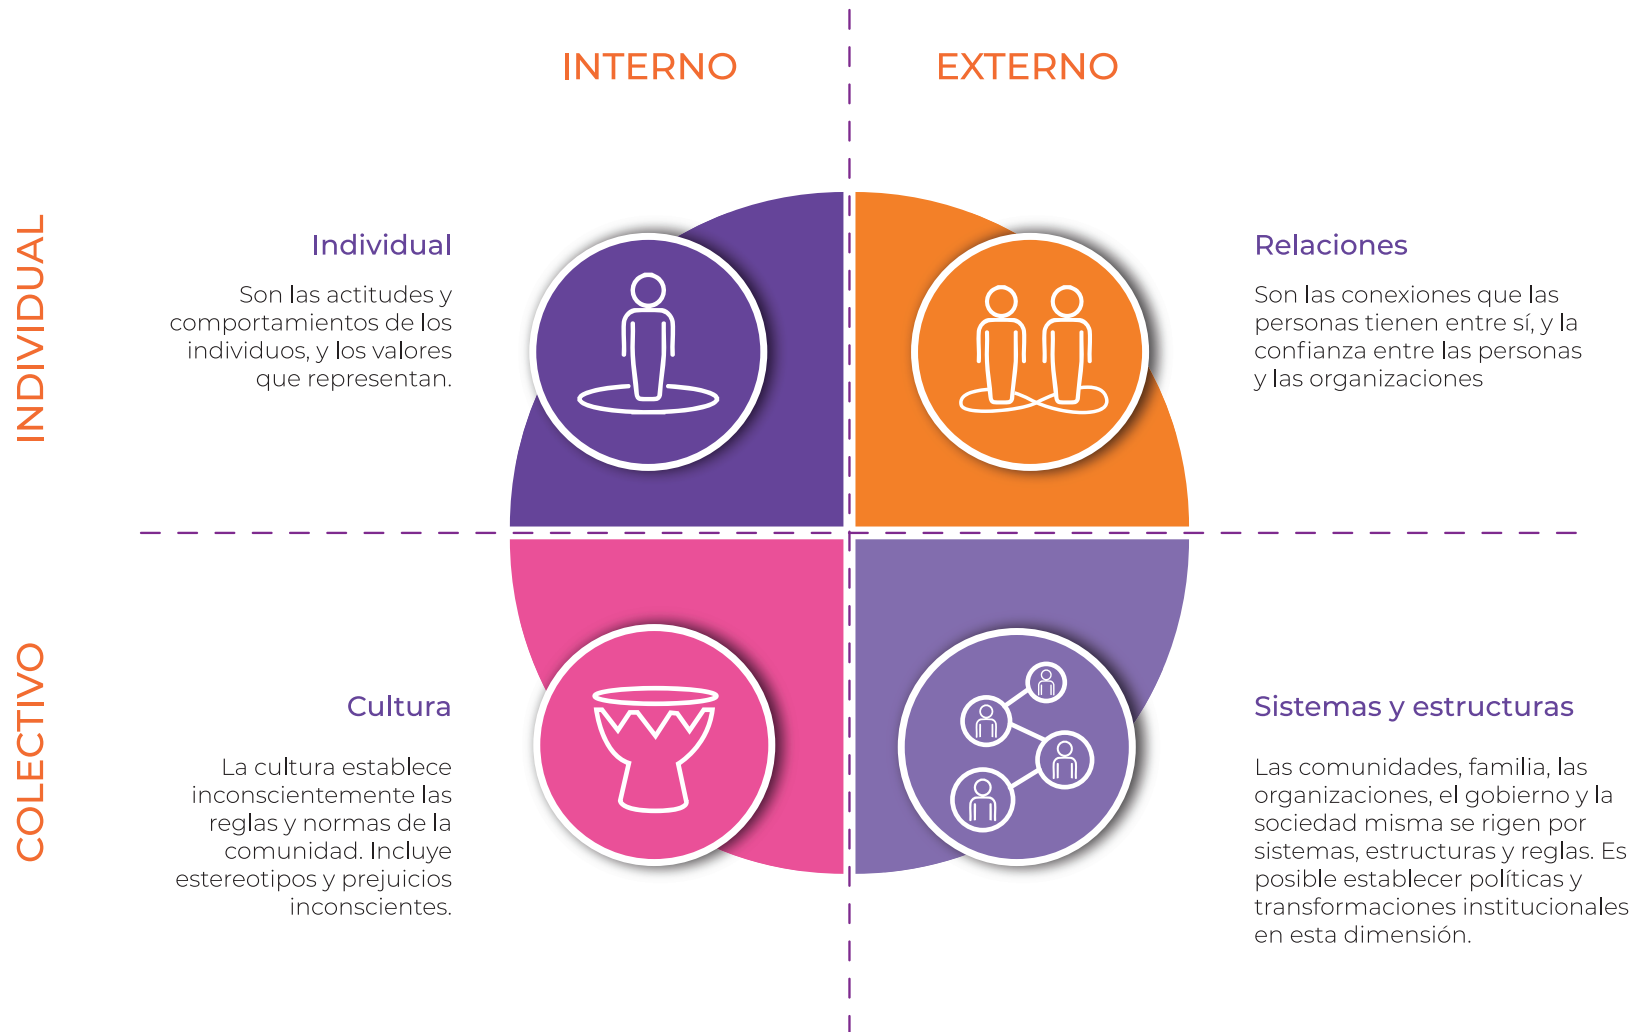 INTERNO
EXTERNO
INDIVIDUAL
Individual
Son las actitudes y
comportamientos de los
individuos, y los valores
que representan.
Relaciones
Son las conexiones que las
personas tienen entre sí, y la
confianza entre las personas
y las organizaciones
COLECTIVO
Cultura
La cultura establece
inconscientemente las
reglas y normas de la
comunidad. Incluye
estereotipos y prejuicios
inconscientes.
Sistemas y estructuras
Las comunidades, familia, las
organizaciones, el gobierno y la
sociedad misma se rigen por
sistemas, estructuras y reglas. Es
posible establecer políticas y
transformaciones institucionales
en esta dimensión.